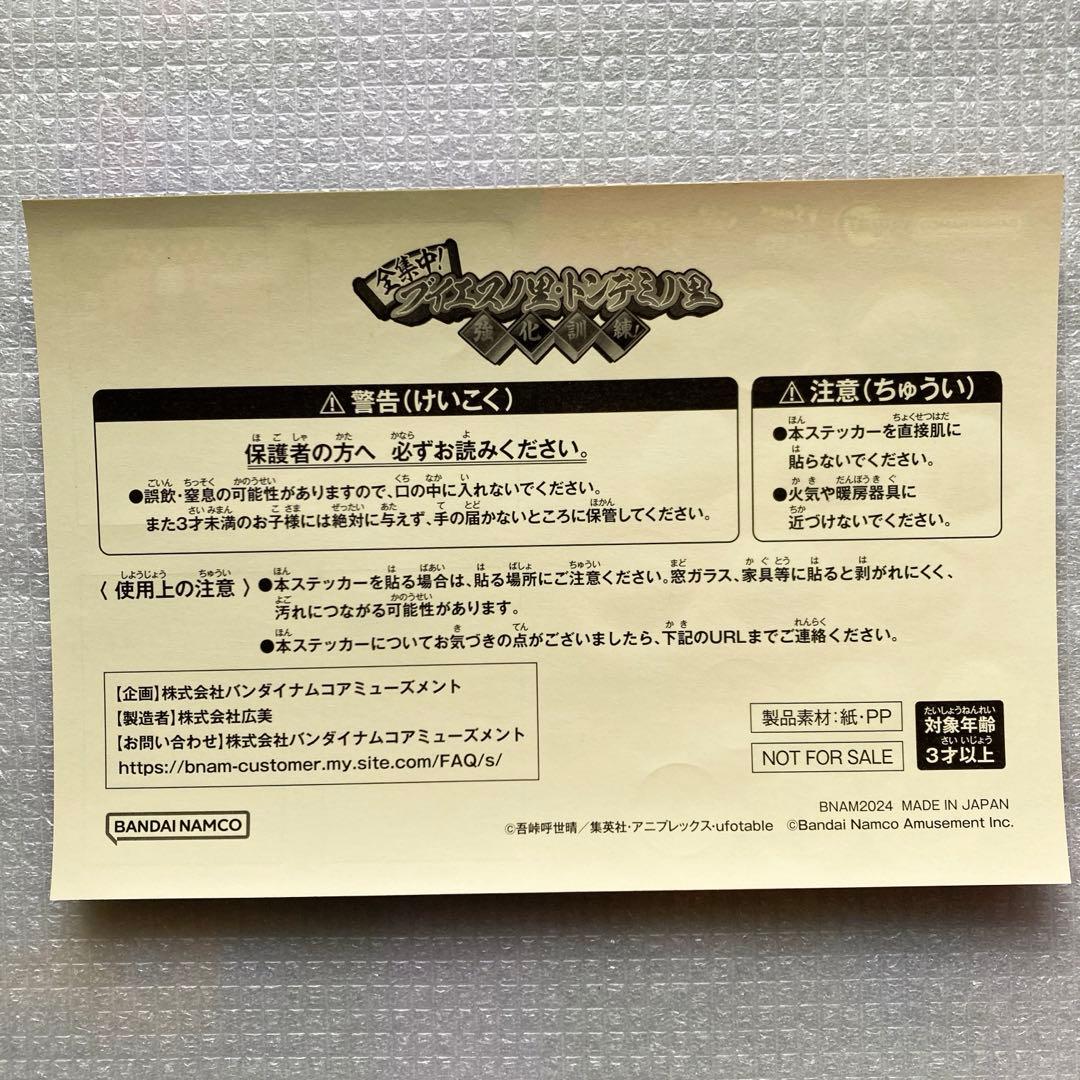 全集中!
ブイエスノ里・トンデミノ里
強化訓練!
⚠警告(けいこく)
保護者の方へ 必ずお読みください。
●誤飲・窒息の可能性がありますので、口の中に入れないでください。
また3才未満のお子様には絶対に与えず、手の届かないところに保管してください。
⚠注意(ちゅうい)
●本ステッカーを直接肌に
貼らないでください。
●火気や暖房器具に
近づけないでください。
〈 使用上の注意 〉
●本ステッカーを貼る場合は、貼る場所にご注意ください。窓ガラス、家具等に貼ると剥がれにくく、
汚れにつながる可能性があります。
●本ステッカーについてお気づきの点がございましたら、下記のURLまでご連絡ください。
【企画】株式会社バンダイナムコアミューズメント
【製造者】株式会社広美
【お問い合わせ】株式会社バンダイナムコアミューズメント
https://bnam-customer.my.site.com/FAQ/s/
製品素材:紙・PP
NOT FOR SALE
たいしょうねんれい
対象年齢
さい いじょう
3才以上
BANDAI NAMCO
BNAM2024 MADE IN JAPAN
©吾峠呼世晴/集英社・アニプレックス・ufotable ©Bandai Namco Amusement Inc.